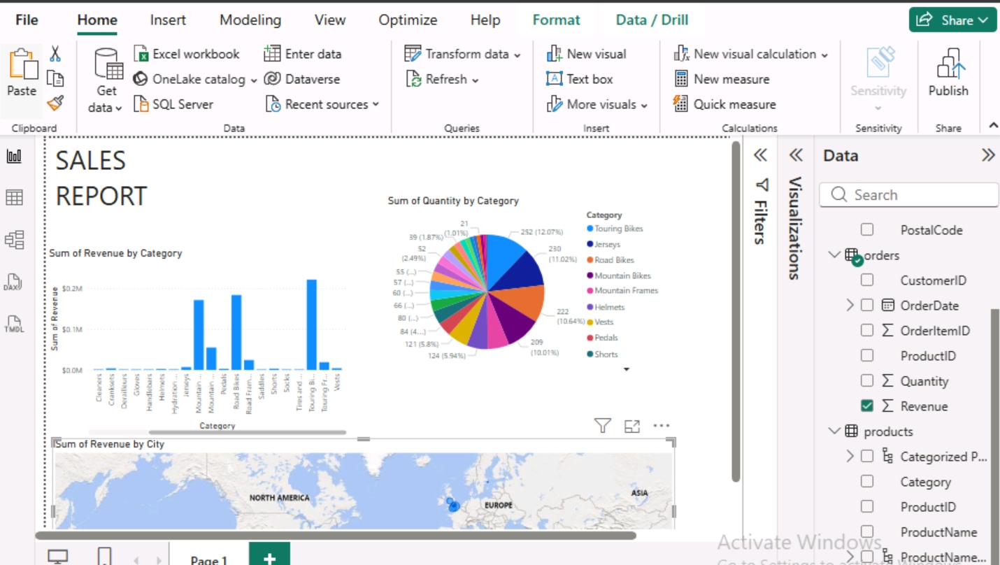 File Home Insert Modeling View Optimize Help Format Data / Drill Share
Paste
Clipboard
Get data
Excel workbook
OneLake catalog
SQL Server
Enter data
Dataverse
Recent sources
Data
Transform data
Refresh
Queries
New visual
Text box
More visuals
Insert
New visual calculation
New measure
Quick measure
Calculations
Sensitivity
Sensitivity
Publish
Share
DAX
TMDL
SALES
REPORT
Sum of Revenue by Category
Sum of Revenue
$0.2M
$0.1M
$0.0M
Cleaners
Cranksets
Derailleurs
Gloves
Handlebars
Helmets
Hydration ...
Jerseys
Mountain ...
Mountain ...
Pedals
Road Bikes
Road Fram...
Saddles
Shorts
Socks
Tires and ...
Touring Bi...
Touring Fr...
Vests
Category
Sum of Quantity by Category
252 (12.07%)
230
(11.02%)
222
(10.64%)
209
(10.01%)
124 (5.94%)
121 (5.8%)
84 (4...)
80 (...)
66 (...)
60 (...)
57 (...)
55 (...)
52
(2.49%)
39 (1.87%)
(1.01%)
21
Category
Touring Bikes
Jerseys
Road Bikes
Mountain Bikes
Mountain Frames
Helmets
Vests
Pedals
Shorts
Sum of Revenue by City
NORTH AMERICA
EUROPE
ASIA
Filters
Visualizations
Data
Search
PostalCode
orders
CustomerID
OrderDate
OrderItemID
ProductID
Quantity
Revenue
products
Categorized P...
Category
ProductID
ProductName
ProductName...
Page 1
Activate Windows
Go to Settings to activate Windows.